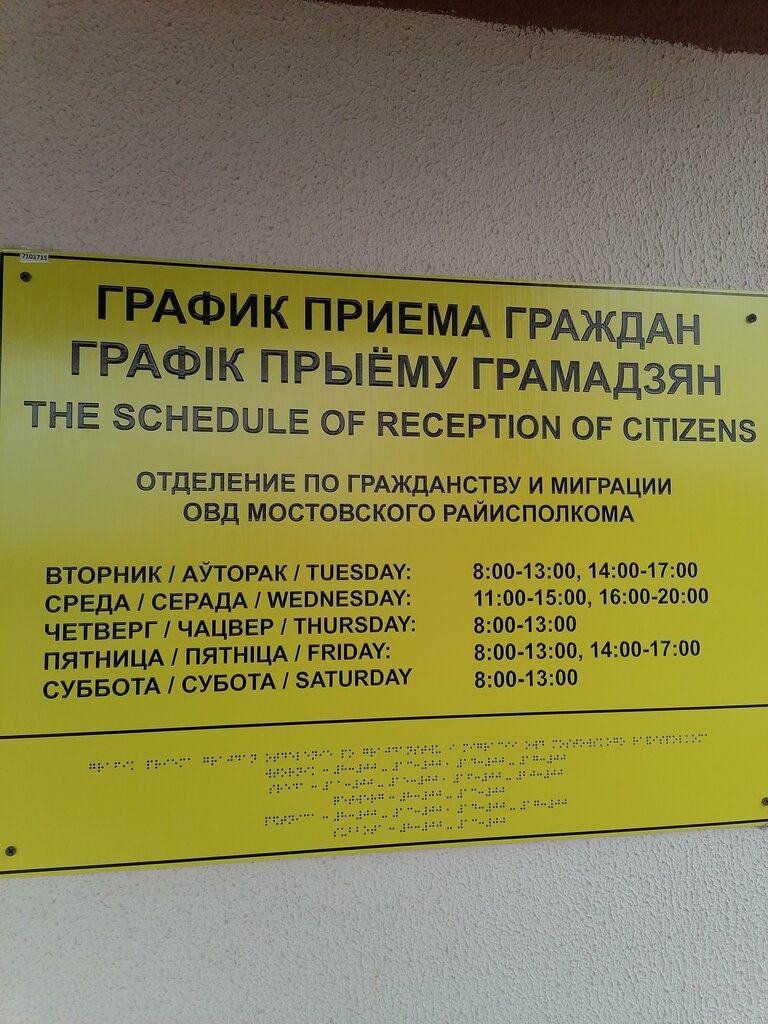 7101715
ГРАФИК ПРИЕМА ГРАЖДАН
ГРАФІК ПРЫЁМУ ГРАМАДЗЯН
THE SCHEDULE OF RECEPTION OF CITIZENS
ОТДЕЛЕНИЕ ПО ГРАЖДАНСТВУ И МИГРАЦИИ
ОВД МОСТОВСКОГО РАЙИСПОЛКОМА
ВТОРНИК / АЎТОРАК / TUESDAY: 8:00-13:00, 14:00-17:00
СРЕДА / СЕРАДА / WEDNESDAY: 11:00-15:00, 16:00-20:00
ЧЕТВЕРГ / ЧАЦВЕР / THURSDAY: 8:00-13:00
ПЯТНИЦА / ПЯТНІЦА / FRIDAY: 8:00-13:00, 14:00-17:00
СУББОТА / СУБОТА / SATURDAY 8:00-13:00